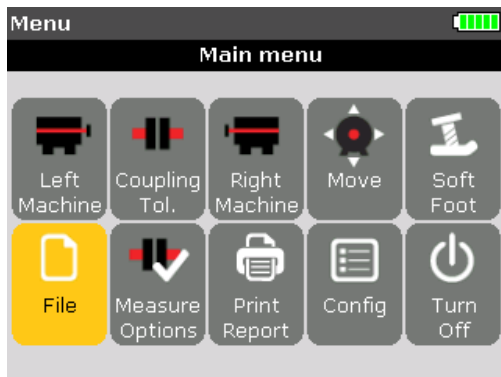 Menu
Main menu
Left Machine
Coupling Tol.
Right Machine
Move
Soft Foot
File
Measure Options
Print Report
Config
Turn Off